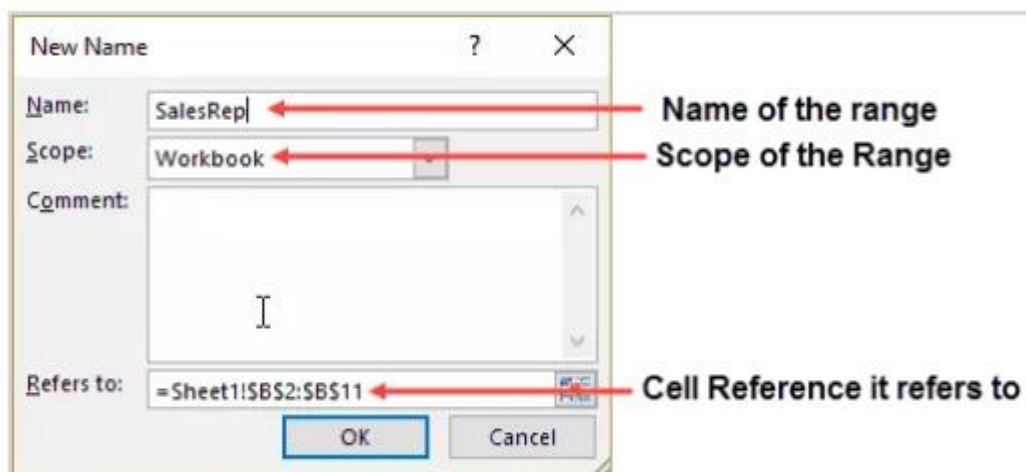 New Name ?
Name: SalesRep Name of the range
Scope: Workbook Scope of the Range
Comment:
Refers to: =Sheet1!$B$2:$B$11 Cell Reference it refers to
OK Cancel